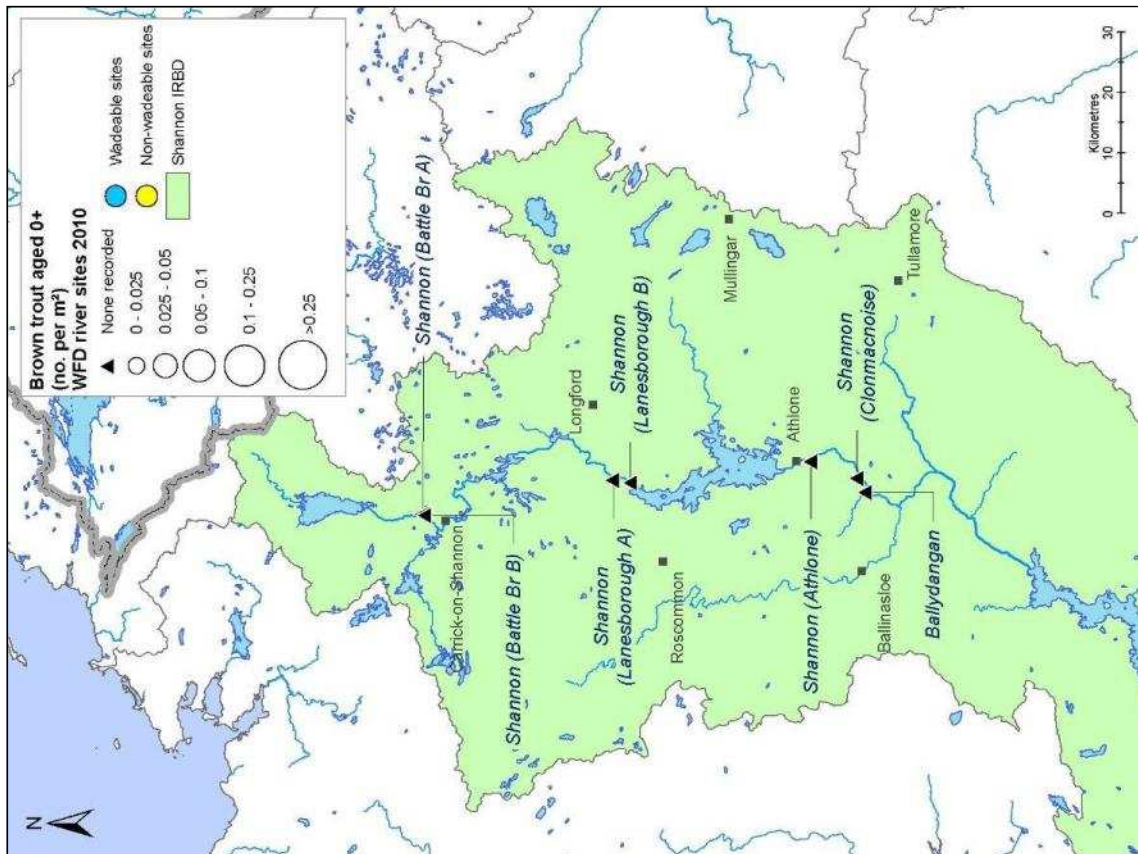 N
Brown trout aged 0+
(no. per m²)
WFD river sites 2010
None recorded
0 - 0.025
0.025 - 0.05
0.05 - 0.1
0.1 - 0.25
>0.25
Wadeable sites
Non-wadeable sites
Shannon IRBD
Shannon (Battle Br A)
Carrick-on-Shannon
Shannon (Battle Br B)
Longford
Shannon
(Lanesborough B)
Shannon
(Lanesborough A)
Roscommon
Mullingar
Athlone
Shannon (Athlone)
Shannon
(Clonmacnoise)
Ballinasloe
Tullamore
Ballydangan
Kilometres
0 10 20 30